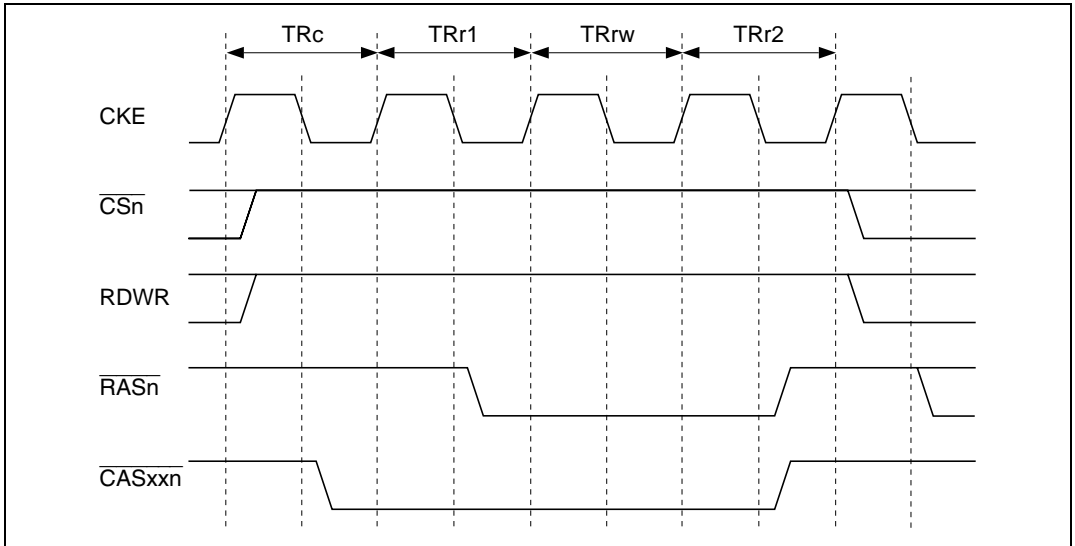 TRc TRr1 TRrw TRr2
CKE
CSn
RDWR
RASn
CASxxn